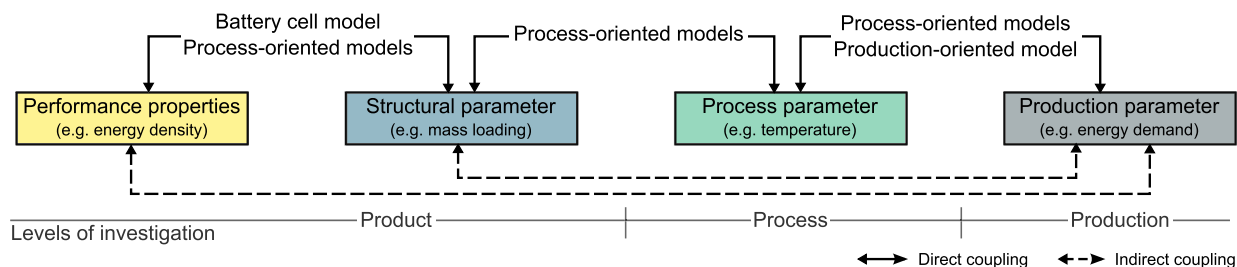 Battery cell model
Process-oriented models
Process-oriented models
Process-oriented models
Production-oriented model
Performance properties
(e.g. energy density)
Structural parameter
(e.g. mass loading)
Process parameter
(e.g. temperature)
Production parameter
(e.g. energy demand)
Product
Process
Production
Levels of investigation
Direct coupling
Indirect coupling